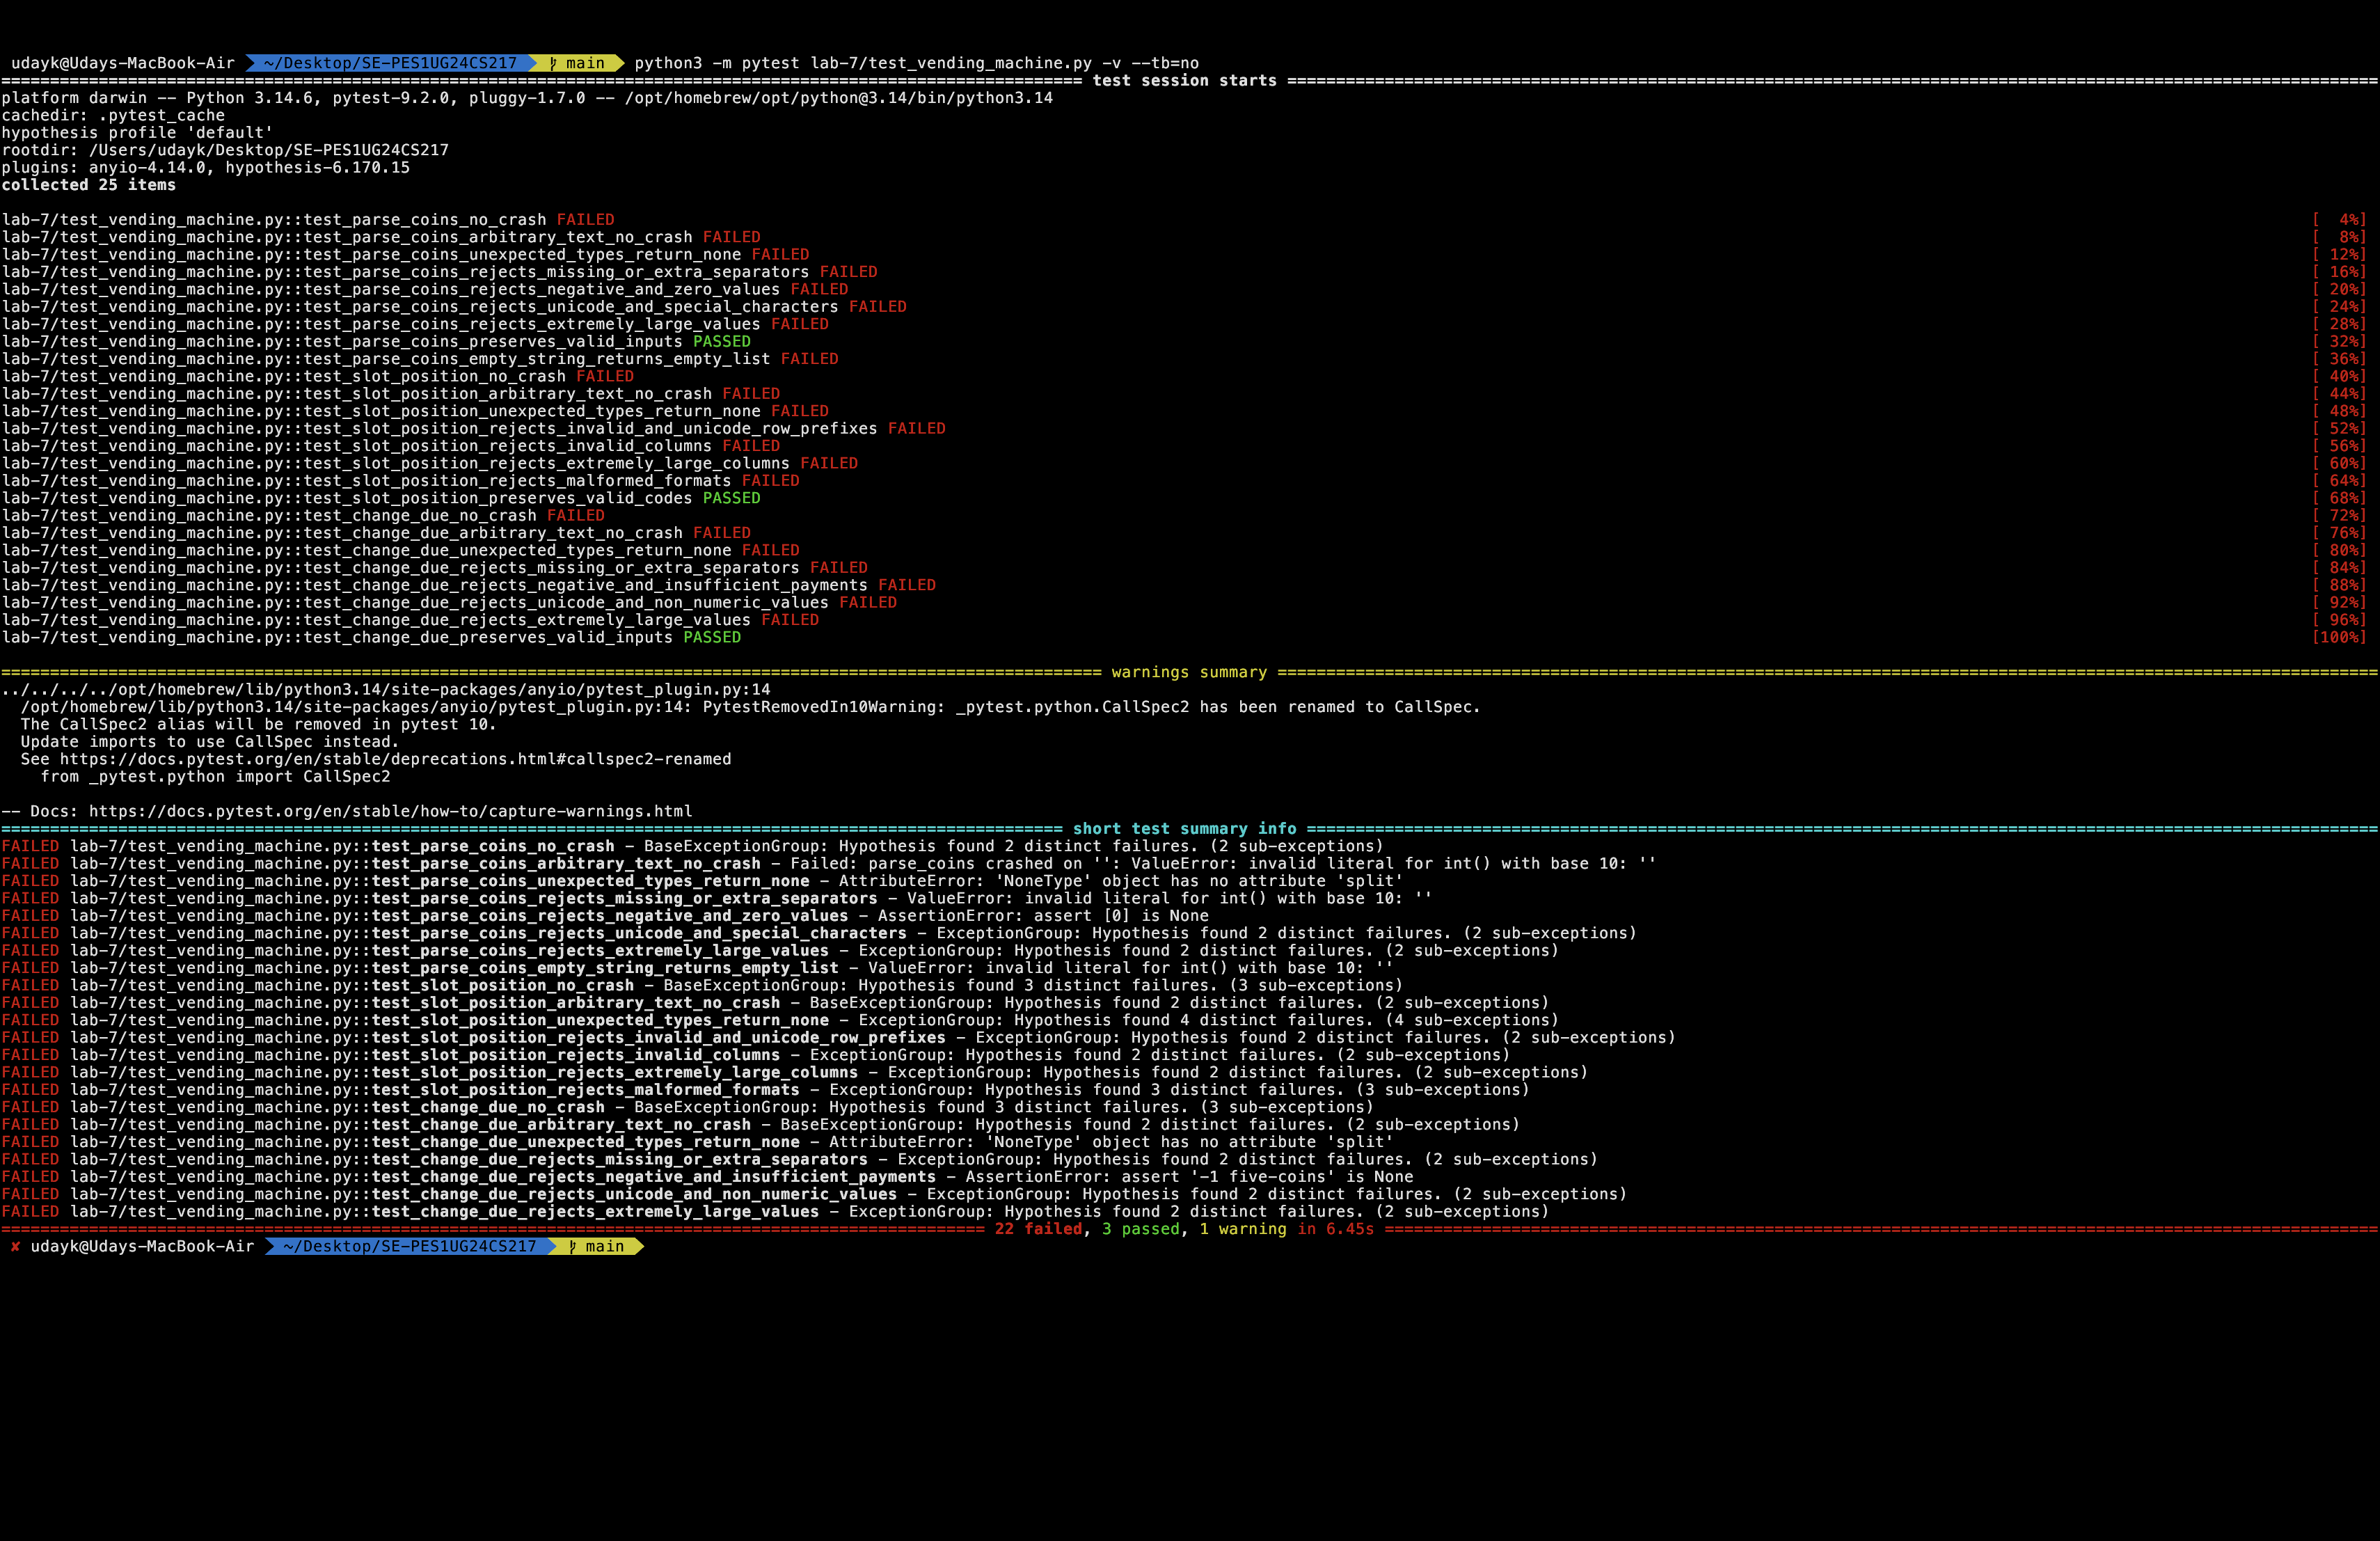 udayk@Udays-MacBook-Air ~/Desktop/SE-PES1UG24CS217 main python3 -m pytest lab-7/test_vending_machine.py -v --tb=no
test session starts
platform darwin -- Python 3.14.6, pytest-9.2.0, pluggy-1.7.0 -- /opt/homebrew/opt/python@3.14/bin/python3.14
cachedir: .pytest_cache
hypothesis profile 'default'
rootdir: /Users/udayk/Desktop/SE-PES1UG24CS217
plugins: anyio-4.14.0, hypothesis-6.170.15
collected 25 items
lab-7/test_vending_machine.py::test_parse_coins_no_crash FAILED [ 4%]
lab-7/test_vending_machine.py::test_parse_coins_arbitrary_text_no_crash FAILED [ 8%]
lab-7/test_vending_machine.py::test_parse_coins_unexpected_types_return_none FAILED [ 12%]
lab-7/test_vending_machine.py::test_parse_coins_rejects_missing_or_extra_separators FAILED [ 16%]
lab-7/test_vending_machine.py::test_parse_coins_rejects_negative_and_zero_values FAILED [ 20%]
lab-7/test_vending_machine.py::test_parse_coins_rejects_unicode_and_special_characters FAILED [ 24%]
lab-7/test_vending_machine.py::test_parse_coins_rejects_extremely_large_values FAILED [ 28%]
lab-7/test_vending_machine.py::test_parse_coins_preserves_valid_inputs PASSED [ 32%]
lab-7/test_vending_machine.py::test_parse_coins_empty_string_returns_empty_list FAILED [ 36%]
lab-7/test_vending_machine.py::test_slot_position_no_crash FAILED [ 40%]
lab-7/test_vending_machine.py::test_slot_position_arbitrary_text_no_crash FAILED [ 44%]
lab-7/test_vending_machine.py::test_slot_position_unexpected_types_return_none FAILED [ 48%]
lab-7/test_vending_machine.py::test_slot_position_rejects_invalid_and_unicode_row_prefixes FAILED [ 52%]
lab-7/test_vending_machine.py::test_slot_position_rejects_invalid_columns FAILED [ 56%]
lab-7/test_vending_machine.py::test_slot_position_rejects_extremely_large_columns FAILED [ 60%]
lab-7/test_vending_machine.py::test_slot_position_rejects_malformed_formats FAILED [ 64%]
lab-7/test_vending_machine.py::test_slot_position_preserves_valid_codes PASSED [ 68%]
lab-7/test_vending_machine.py::test_change_due_no_crash FAILED [ 72%]
lab-7/test_vending_machine.py::test_change_due_arbitrary_text_no_crash FAILED [ 76%]
lab-7/test_vending_machine.py::test_change_due_unexpected_types_return_none FAILED [ 80%]
lab-7/test_vending_machine.py::test_change_due_rejects_missing_or_extra_separators FAILED [ 84%]
lab-7/test_vending_machine.py::test_change_due_rejects_negative_and_insufficient_payments FAILED [ 88%]
lab-7/test_vending_machine.py::test_change_due_rejects_unicode_and_non_numeric_values FAILED [ 92%]
lab-7/test_vending_machine.py::test_change_due_rejects_extremely_large_values FAILED [ 96%]
lab-7/test_vending_machine.py::test_change_due_preserves_valid_inputs PASSED [100%]
warnings summary
../../../../opt/homebrew/lib/python3.14/site-packages/anyio/pytest_plugin.py:14
/opt/homebrew/lib/python3.14/site-packages/anyio/pytest_plugin.py:14: PytestRemovedIn10Warning: _pytest.python.CallSpec2 has been renamed to CallSpec.
The CallSpec2 alias will be removed in pytest 10.
Update imports to use CallSpec instead.
See https://docs.pytest.org/en/stable/deprecations.html#callspec2-renamed
from _pytest.python import CallSpec2
-- Docs: https://docs.pytest.org/en/stable/how-to/capture-warnings.html
short test summary info
FAILED lab-7/test_vending_machine.py::test_parse_coins_no_crash - BaseExceptionGroup: Hypothesis found 2 distinct failures. (2 sub-exceptions)
FAILED lab-7/test_vending_machine.py::test_parse_coins_arbitrary_text_no_crash - Failed: parse_coins crashed on '': ValueError: invalid literal for int() with base 10: ''
FAILED lab-7/test_vending_machine.py::test_parse_coins_unexpected_types_return_none - AttributeError: 'NoneType' object has no attribute 'split'
FAILED lab-7/test_vending_machine.py::test_parse_coins_rejects_missing_or_extra_separators - ValueError: invalid literal for int() with base 10: ''
FAILED lab-7/test_vending_machine.py::test_parse_coins_rejects_negative_and_zero_values - AssertionError: assert [0] is None
FAILED lab-7/test_vending_machine.py::test_parse_coins_rejects_unicode_and_special_characters - ExceptionGroup: Hypothesis found 2 distinct failures. (2 sub-exceptions)
FAILED lab-7/test_vending_machine.py::test_parse_coins_rejects_extremely_large_values - ExceptionGroup: Hypothesis found 2 distinct failures. (2 sub-exceptions)
FAILED lab-7/test_vending_machine.py::test_parse_coins_empty_string_returns_empty_list - ValueError: invalid literal for int() with base 10: ''
FAILED lab-7/test_vending_machine.py::test_slot_position_no_crash - BaseExceptionGroup: Hypothesis found 3 distinct failures. (3 sub-exceptions)
FAILED lab-7/test_vending_machine.py::test_slot_position_arbitrary_text_no_crash - BaseExceptionGroup: Hypothesis found 2 distinct failures. (2 sub-exceptions)
FAILED lab-7/test_vending_machine.py::test_slot_position_unexpected_types_return_none - ExceptionGroup: Hypothesis found 4 distinct failures. (4 sub-exceptions)
FAILED lab-7/test_vending_machine.py::test_slot_position_rejects_invalid_and_unicode_row_prefixes - ExceptionGroup: Hypothesis found 2 distinct failures. (2 sub-exceptions)
FAILED lab-7/test_vending_machine.py::test_slot_position_rejects_invalid_columns - ExceptionGroup: Hypothesis found 2 distinct failures. (2 sub-exceptions)
FAILED lab-7/test_vending_machine.py::test_slot_position_rejects_extremely_large_columns - ExceptionGroup: Hypothesis found 2 distinct failures. (2 sub-exceptions)
FAILED lab-7/test_vending_machine.py::test_slot_position_rejects_malformed_formats - ExceptionGroup: Hypothesis found 3 distinct failures. (3 sub-exceptions)
FAILED lab-7/test_vending_machine.py::test_change_due_no_crash - BaseExceptionGroup: Hypothesis found 3 distinct failures. (3 sub-exceptions)
FAILED lab-7/test_vending_machine.py::test_change_due_arbitrary_text_no_crash - BaseExceptionGroup: Hypothesis found 2 distinct failures. (2 sub-exceptions)
FAILED lab-7/test_vending_machine.py::test_change_due_unexpected_types_return_none - AttributeError: 'NoneType' object has no attribute 'split'
FAILED lab-7/test_vending_machine.py::test_change_due_rejects_missing_or_extra_separators - ExceptionGroup: Hypothesis found 2 distinct failures. (2 sub-exceptions)
FAILED lab-7/test_vending_machine.py::test_change_due_rejects_negative_and_insufficient_payments - AssertionError: assert '-1 five-coins' is None
FAILED lab-7/test_vending_machine.py::test_change_due_rejects_unicode_and_non_numeric_values - ExceptionGroup: Hypothesis found 2 distinct failures. (2 sub-exceptions)
FAILED lab-7/test_vending_machine.py::test_change_due_rejects_extremely_large_values - ExceptionGroup: Hypothesis found 2 distinct failures. (2 sub-exceptions)
22 failed, 3 passed, 1 warning in 6.45s
✘ udayk@Udays-MacBook-Air ~/Desktop/SE-PES1UG24CS217 main